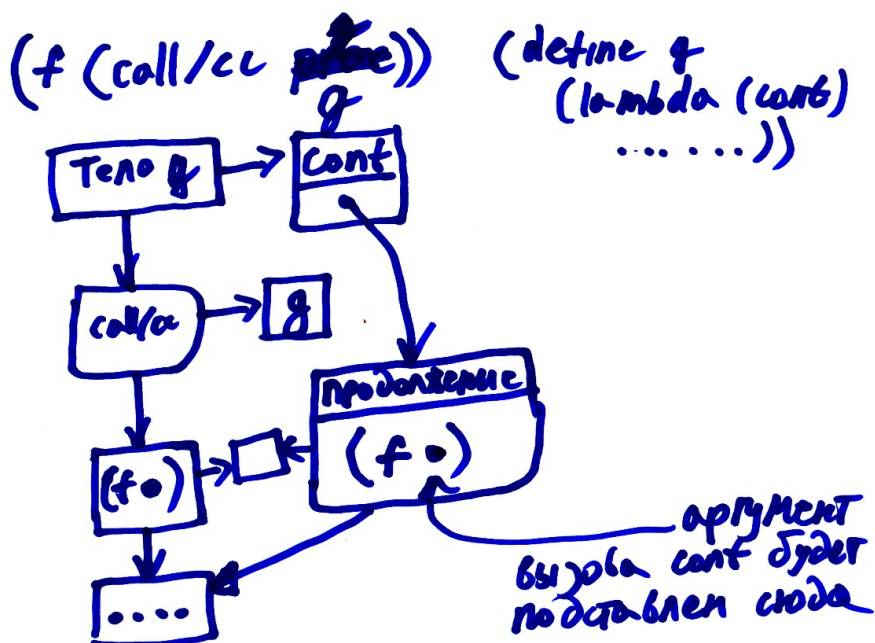 (f (call/cc g))
(define g
(lambda (cont)
.... ...))
Тело g
cont
call/cc
g
продолжение
(f •)
(f •)
аргумент
вызова cont будет
подставлен сюда
....